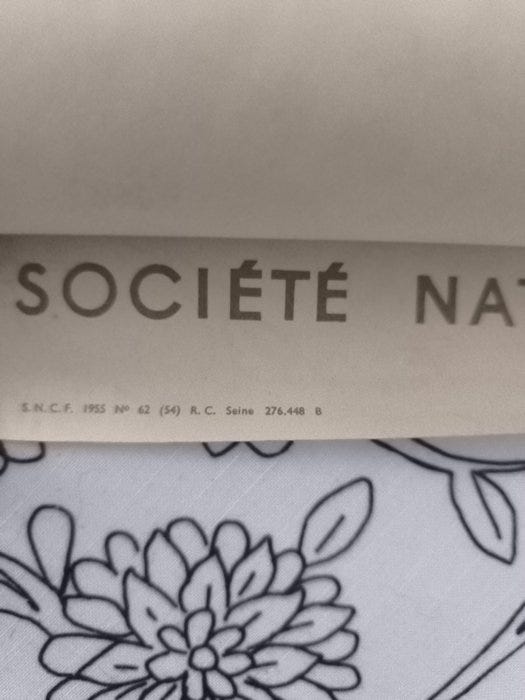 SOCIÉTÉ NAT
S.N.C.F. 1955 Nº 62 (54) R.C. Seine 276.448 B